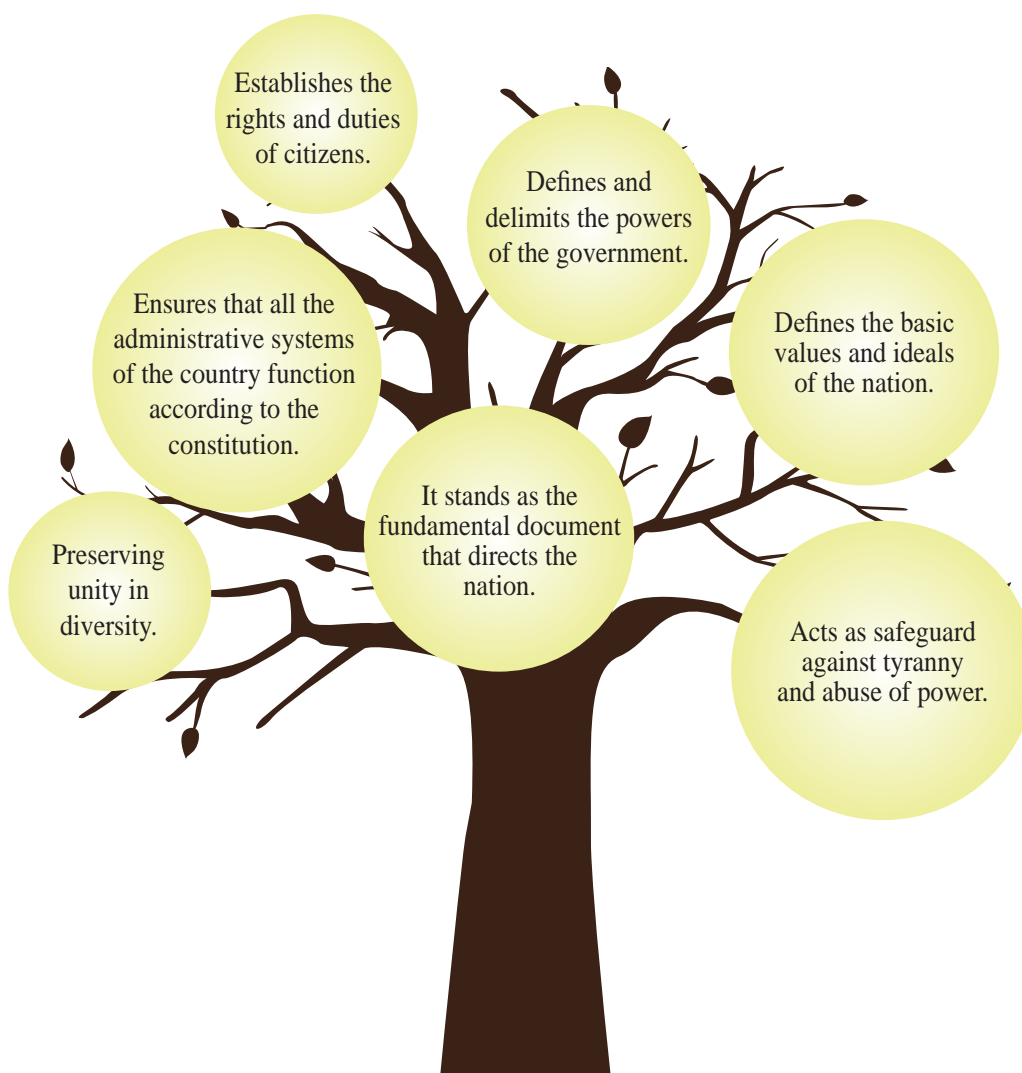 Establishes the
rights and duties
of citizens.
Defines and
delimits the powers
of the government.
Ensures that all the
administrative systems
of the country function
according to the
constitution.
Defines the basic
values and ideals
of the nation.
It stands as the
fundamental document
that directs the
nation.
Preserving
unity in
diversity.
Acts as safeguard
against tyranny
and abuse of power.